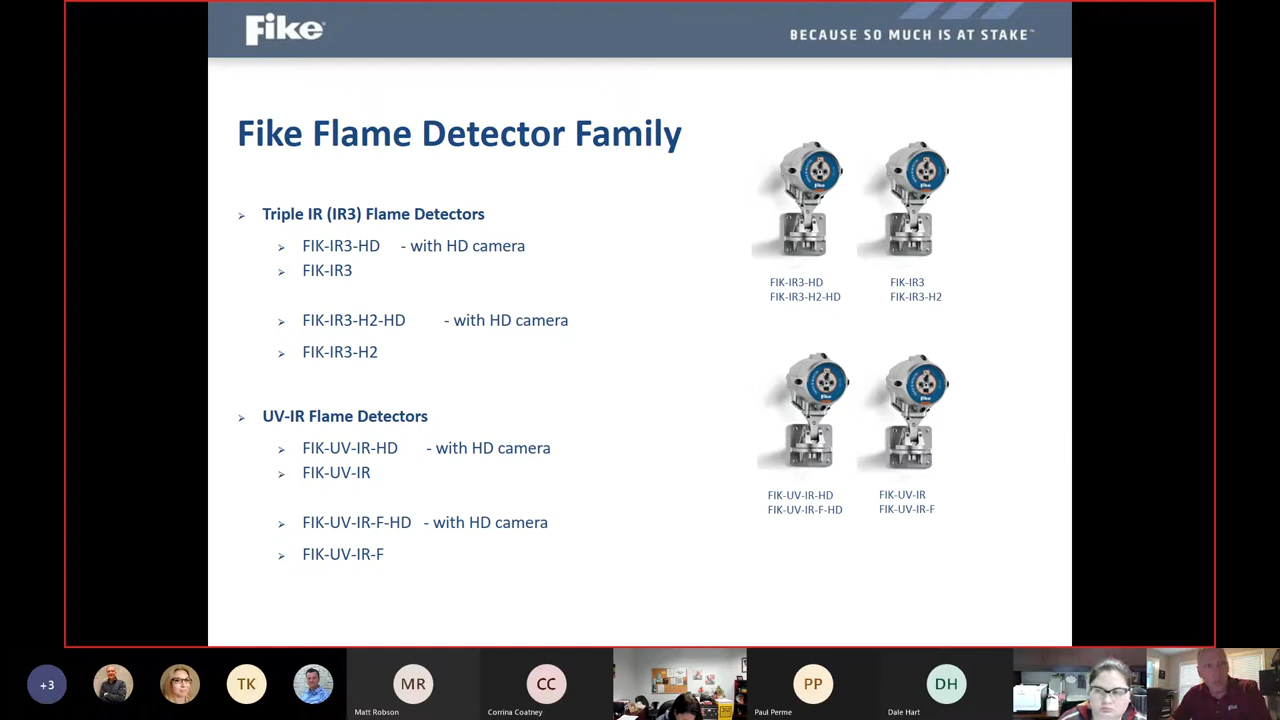 Fike
BECAUSE SO MUCH IS AT STAKE™
Fike Flame Detector Family
Triple IR (IR3) Flame Detectors
FIK-IR3-HD - with HD camera
FIK-IR3
FIK-IR3-H2-HD - with HD camera
FIK-IR3-H2
UV-IR Flame Detectors
FIK-UV-IR-HD - with HD camera
FIK-UV-IR
FIK-UV-IR-F-HD - with HD camera
FIK-UV-IR-F
fike
fike
FIK-IR3-HD
FIK-IR3-H2-HD
FIK-IR3
FIK-IR3-H2
fike
fike
FIK-UV-IR-HD
FIK-UV-IR-F-HD
FIK-UV-IR
FIK-UV-IR-F
+3
TK
MR
Matt Robson
CC
Corrina Coatney
PP
Paul Perme
DH
Dale Hart